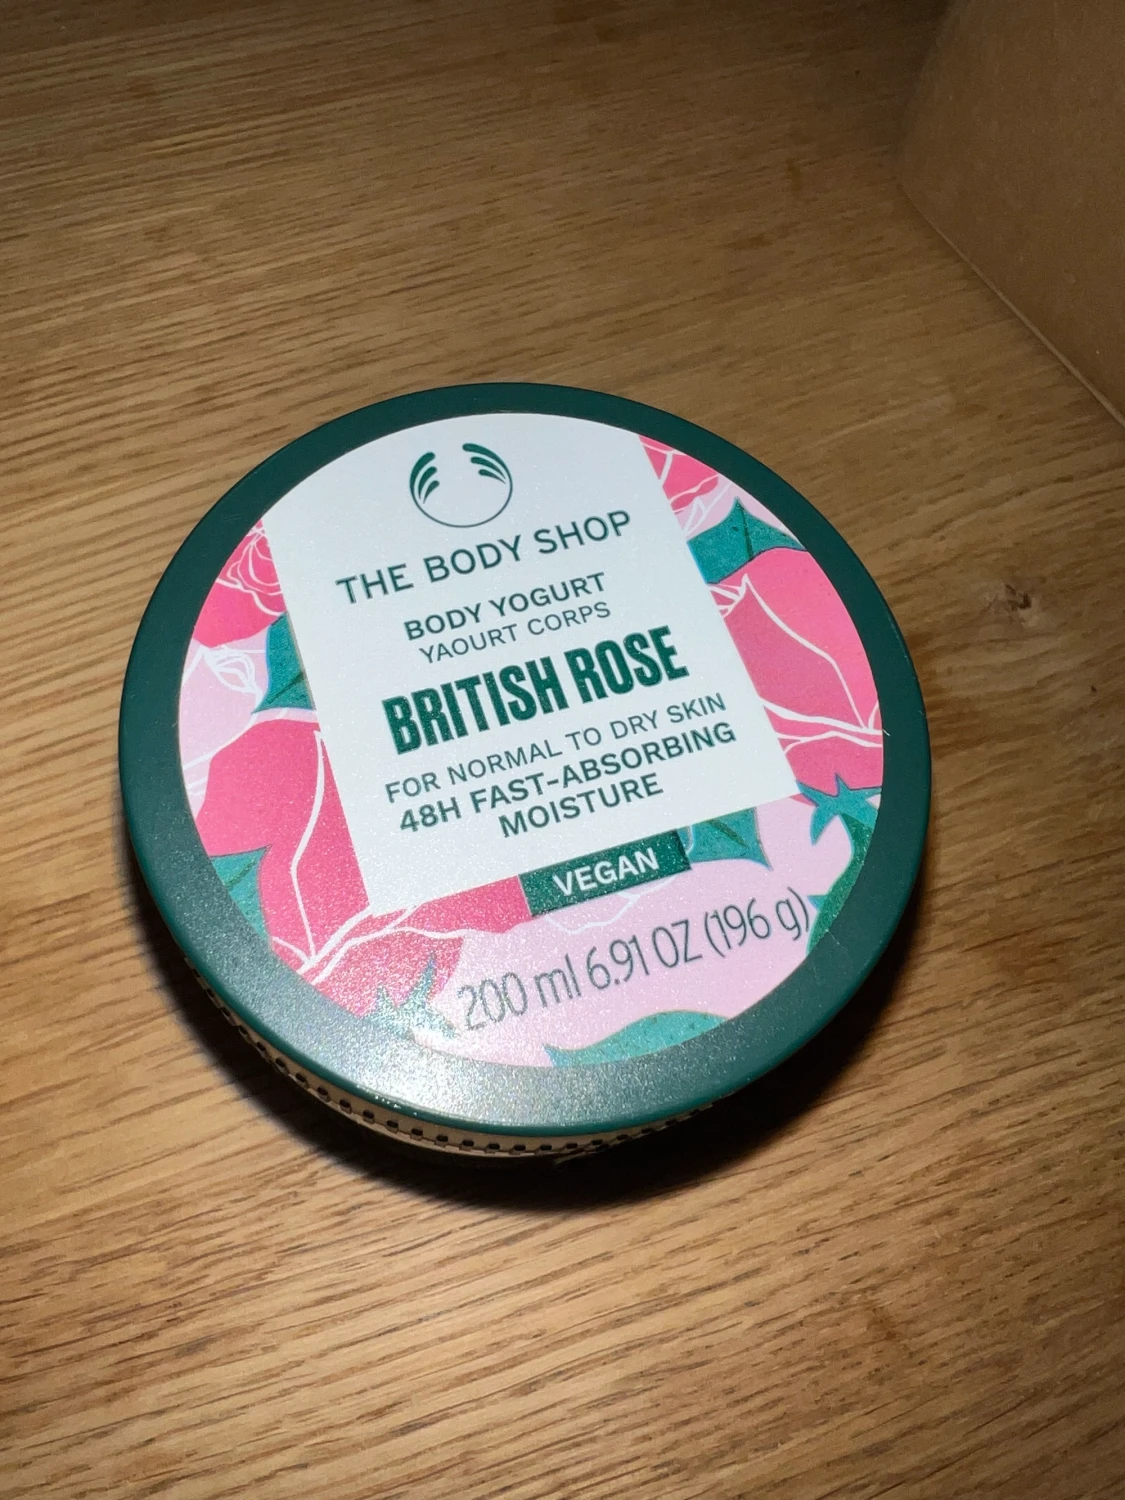 THE BODY SHOP
BODY YOGURT
YAOURT CORPS
BRITISH ROSE
FOR NORMAL TO DRY SKIN
48H FAST-ABSORBING
MOISTURE
VEGAN
200 ml 6.91 OZ (196 g)